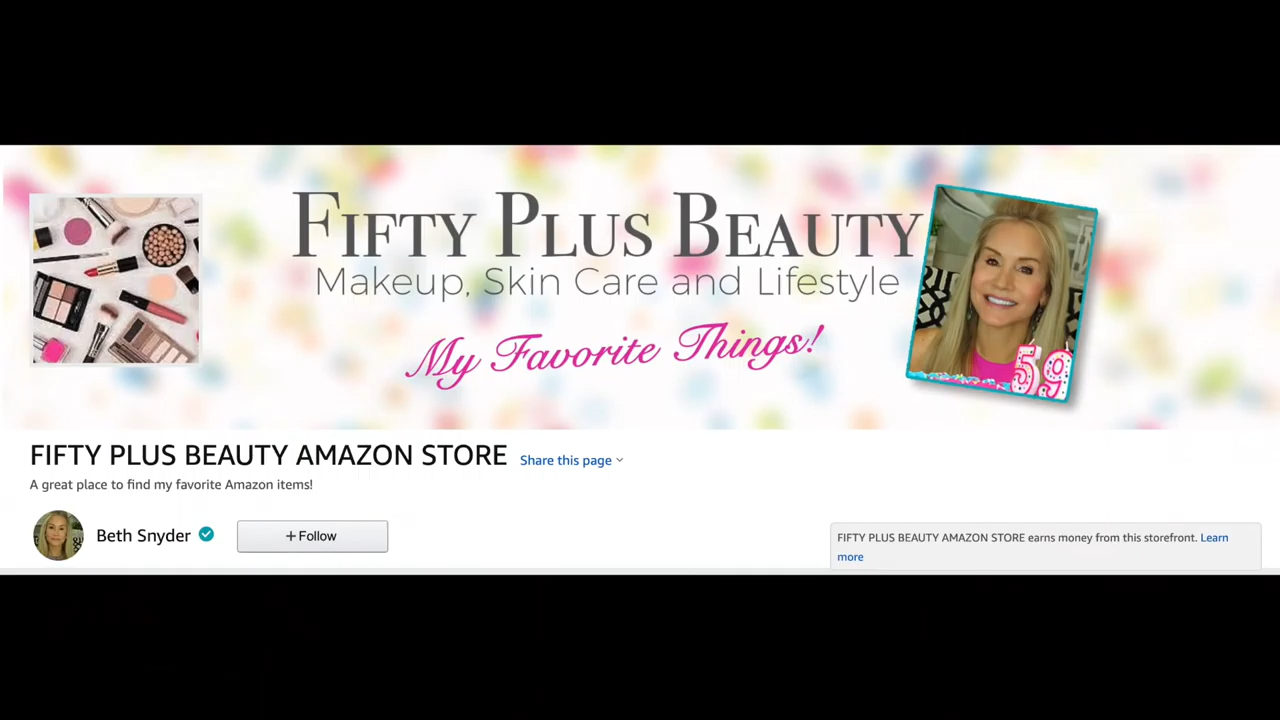 FIFTY PLUS BEAUTY
Makeup, Skin Care and Lifestyle
My Favorite Things!
59
FIFTY PLUS BEAUTY AMAZON STORE Share this page
A great place to find my favorite Amazon items!
Beth Snyder
+Follow
FIFTY PLUS BEAUTY AMAZON STORE earns money from this storefront. Learn
more